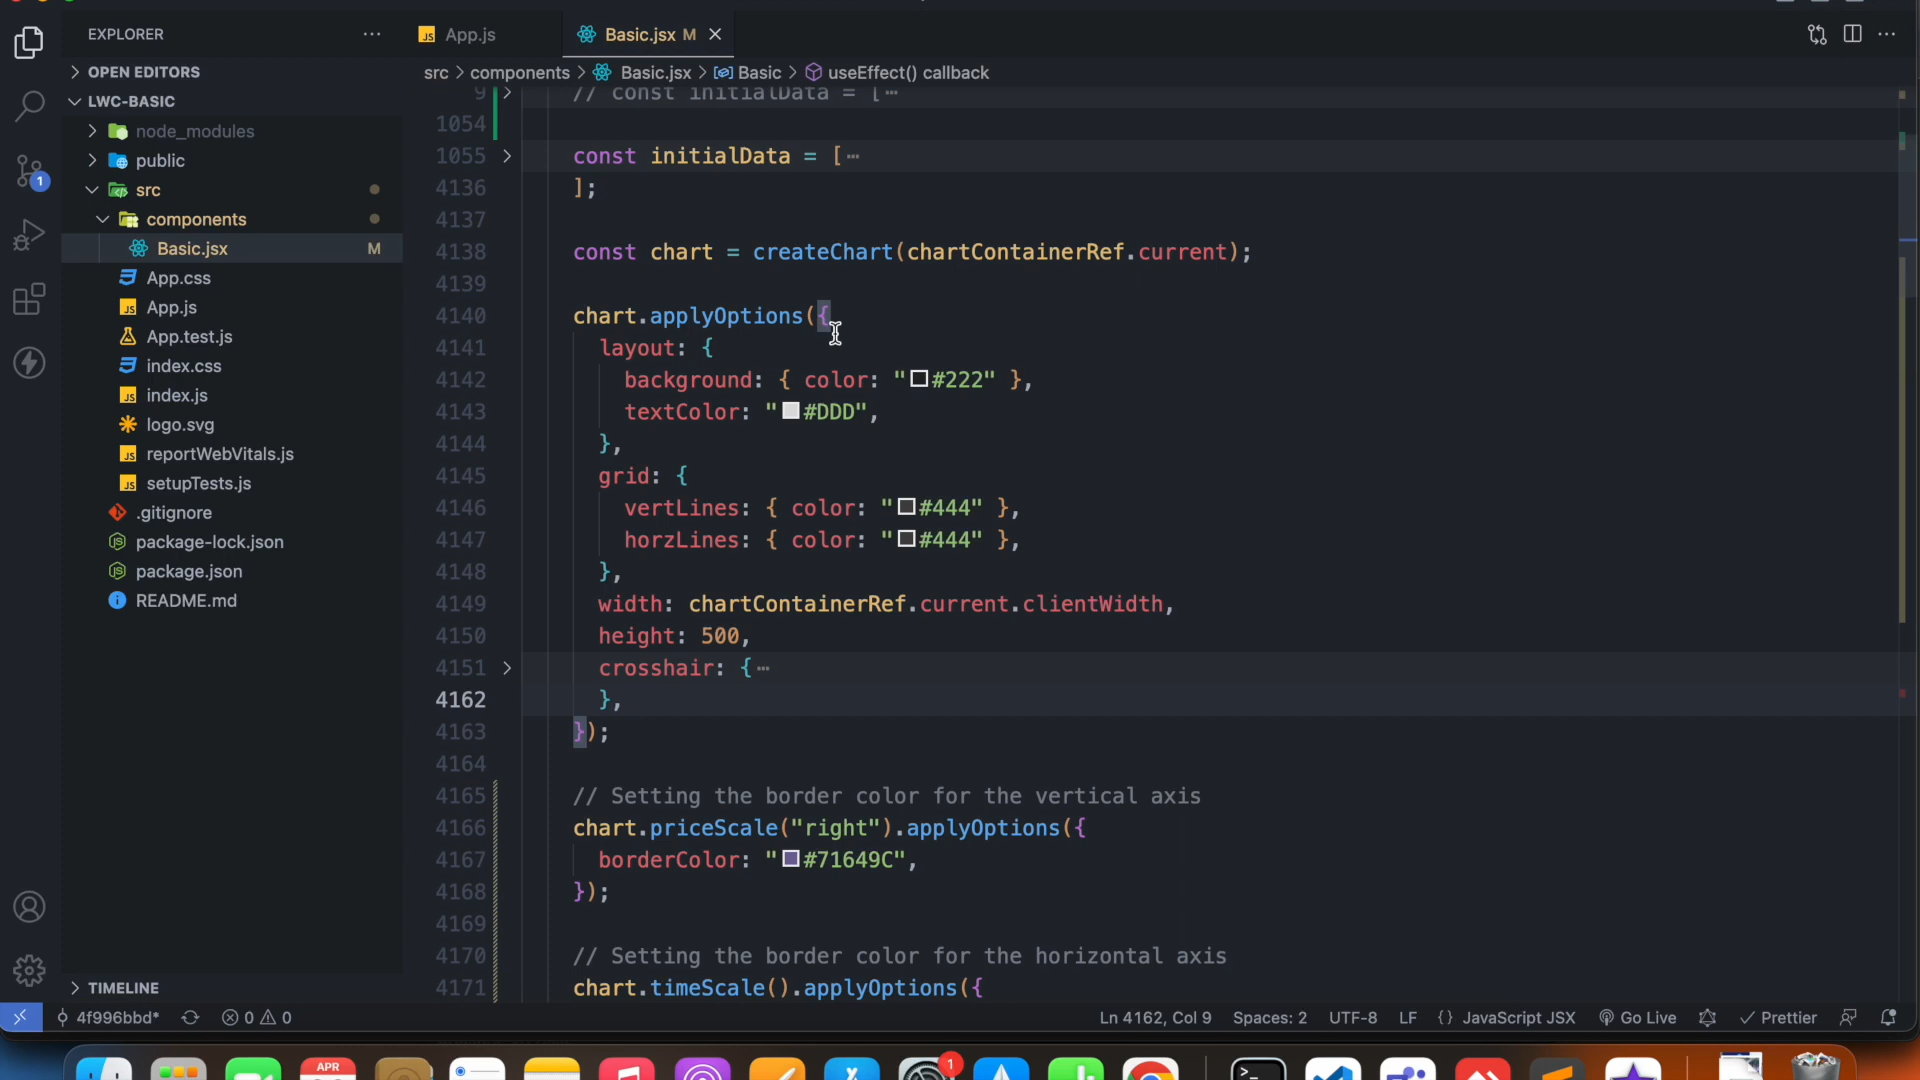 EXPLORER
OPEN EDITORS
LWC-BASIC
node_modules
public
src
components
Basic.jsx M
App.css
App.js
App.test.js
index.css
index.js
logo.svg
reportWebVitals.js
setupTests.js
.gitignore
package-lock.json
package.json
README.md
TIMELINE
1
JS App.js
Basic.jsx M
src > components > Basic.jsx > Basic > useEffect() callback
9 // const initialData = [
1054
1055 const initialData = [
4136 ];
4137
4138 const chart = createChart(chartContainerRef.current);
4139
4140 chart.applyOptions({
4141 layout: {
4142 background: { color: "#222" },
4143 textColor: "#DDD",
4144 },
4145 grid: {
4146 vertLines: { color: "#444" },
4147 horzLines: { color: "#444" },
4148 },
4149 width: chartContainerRef.current.clientWidth,
4150 height: 500,
4151 crosshair: {
4162 },
4163 });
4164
4165 // Setting the border color for the vertical axis
4166 chart.priceScale("right").applyOptions({
4167 borderColor: "#71649C",
4168 });
4169
4170 // Setting the border color for the horizontal axis
4171 chart.timeScale().applyOptions({
4f996bbd* 0 0 Ln 4162, Col 9 Spaces: 2 UTF-8 LF {} JavaScript JSX Go Live Prettier
APR
1